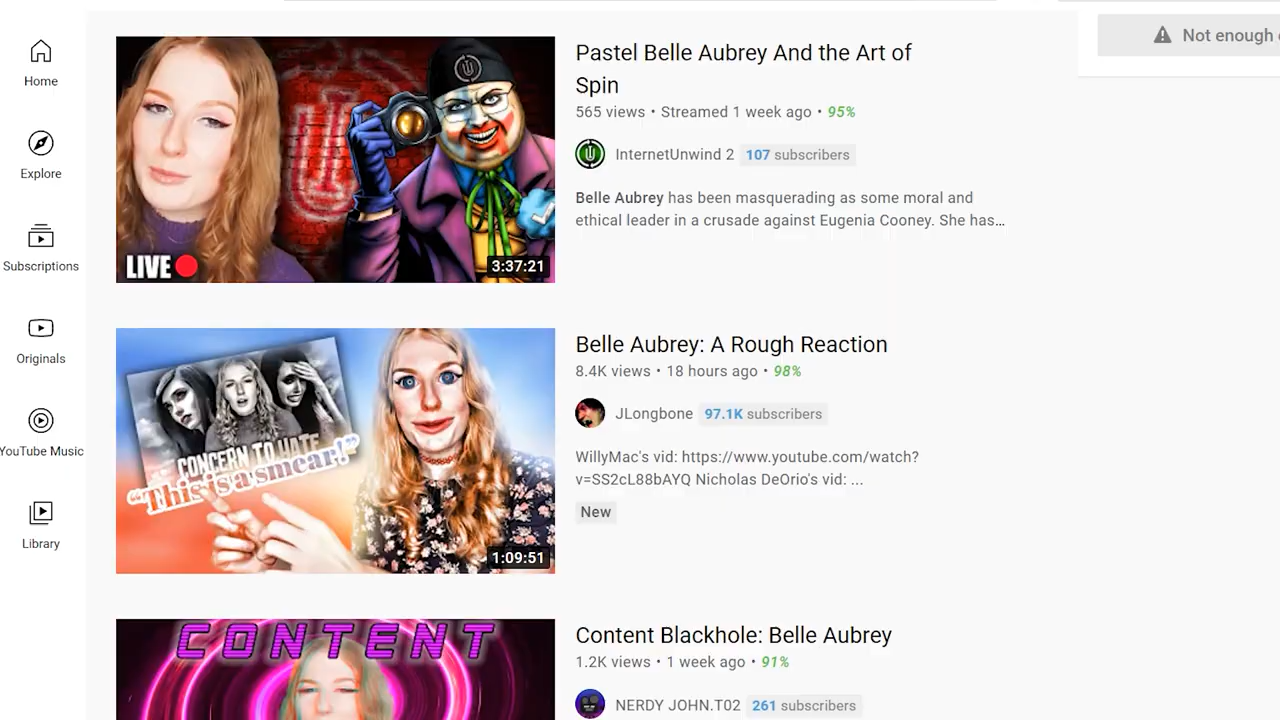 Home
Explore
Subscriptions
Originals
YouTube Music
Library
LIVE
3:37:21
Pastel Belle Aubrey And the Art of
Spin
565 views • Streamed 1 week ago • 95%
InternetUnwind 2 107 subscribers
Belle Aubrey has been masquerading as some moral and
ethical leader in a crusade against Eugenia Cooney. She has...
CONCERN TO HATE
"This is a smear!"
1:09:51
Belle Aubrey: A Rough Reaction
8.4K views • 18 hours ago • 98%
JLongbone 97.1K subscribers
WillyMac's vid: https://www.youtube.com/watch?
v=SS2cL88bAYQ Nicholas DeOrio's vid: ...
New
CONTENT
Content Blackhole: Belle Aubrey
1.2K views • 1 week ago • 91%
NERDY JOHN.T02 261 subscribers
Not enough